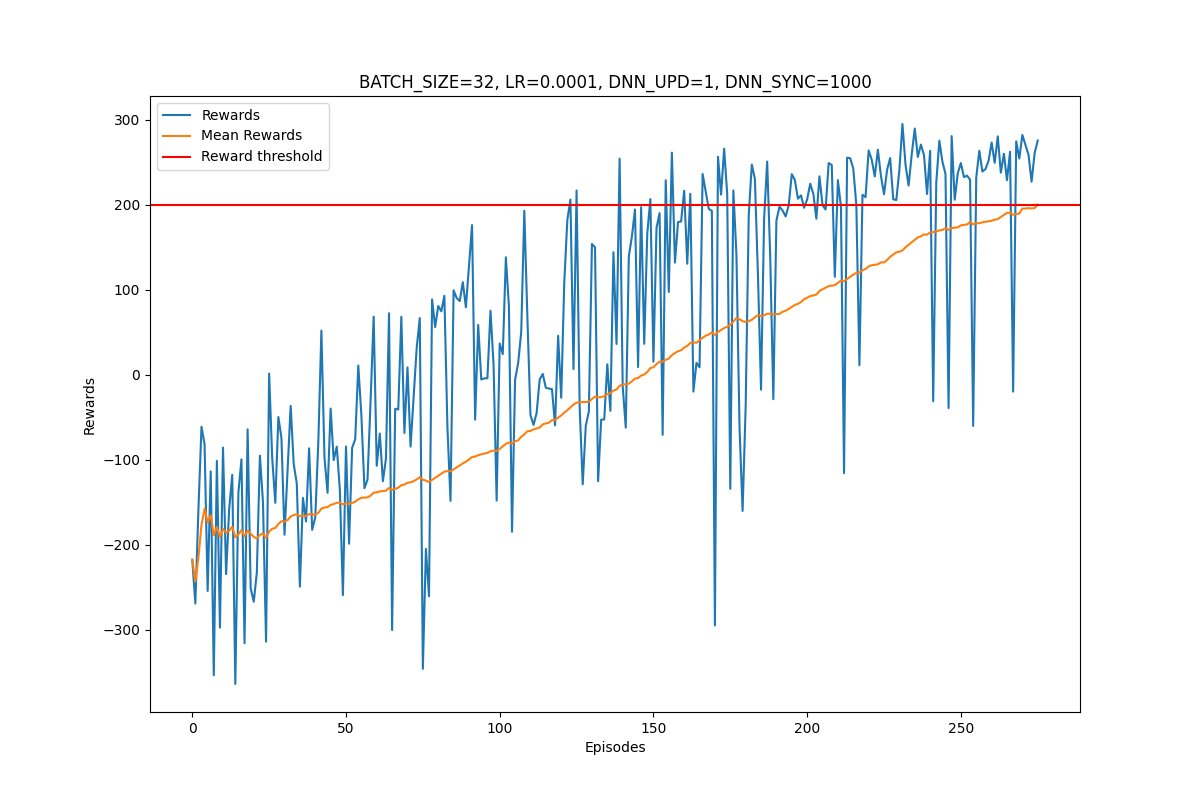 BATCH_SIZE=32, LR=0.0001, DNN_UPD=1, DNN_SYNC=1000
Rewards
Mean Rewards
Reward threshold
300
200
100
0
−100
−200
−300
Rewards
0
50
100
150
200
250
Episodes